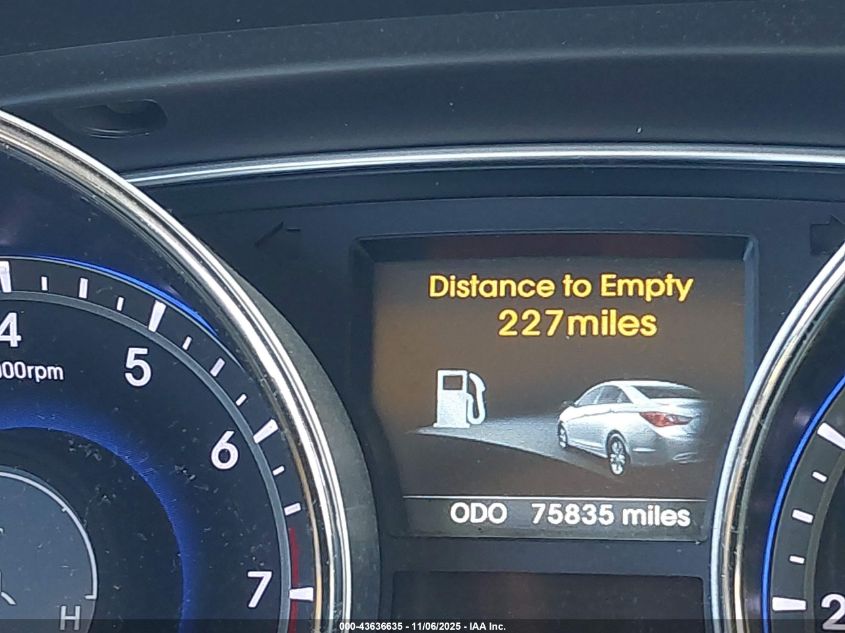 Distance to Empty
227miles
4
5
000rpm
6
ODO 75835 miles
7
H
2
000-43636635 - 11/06/2025 - IAA Inc.